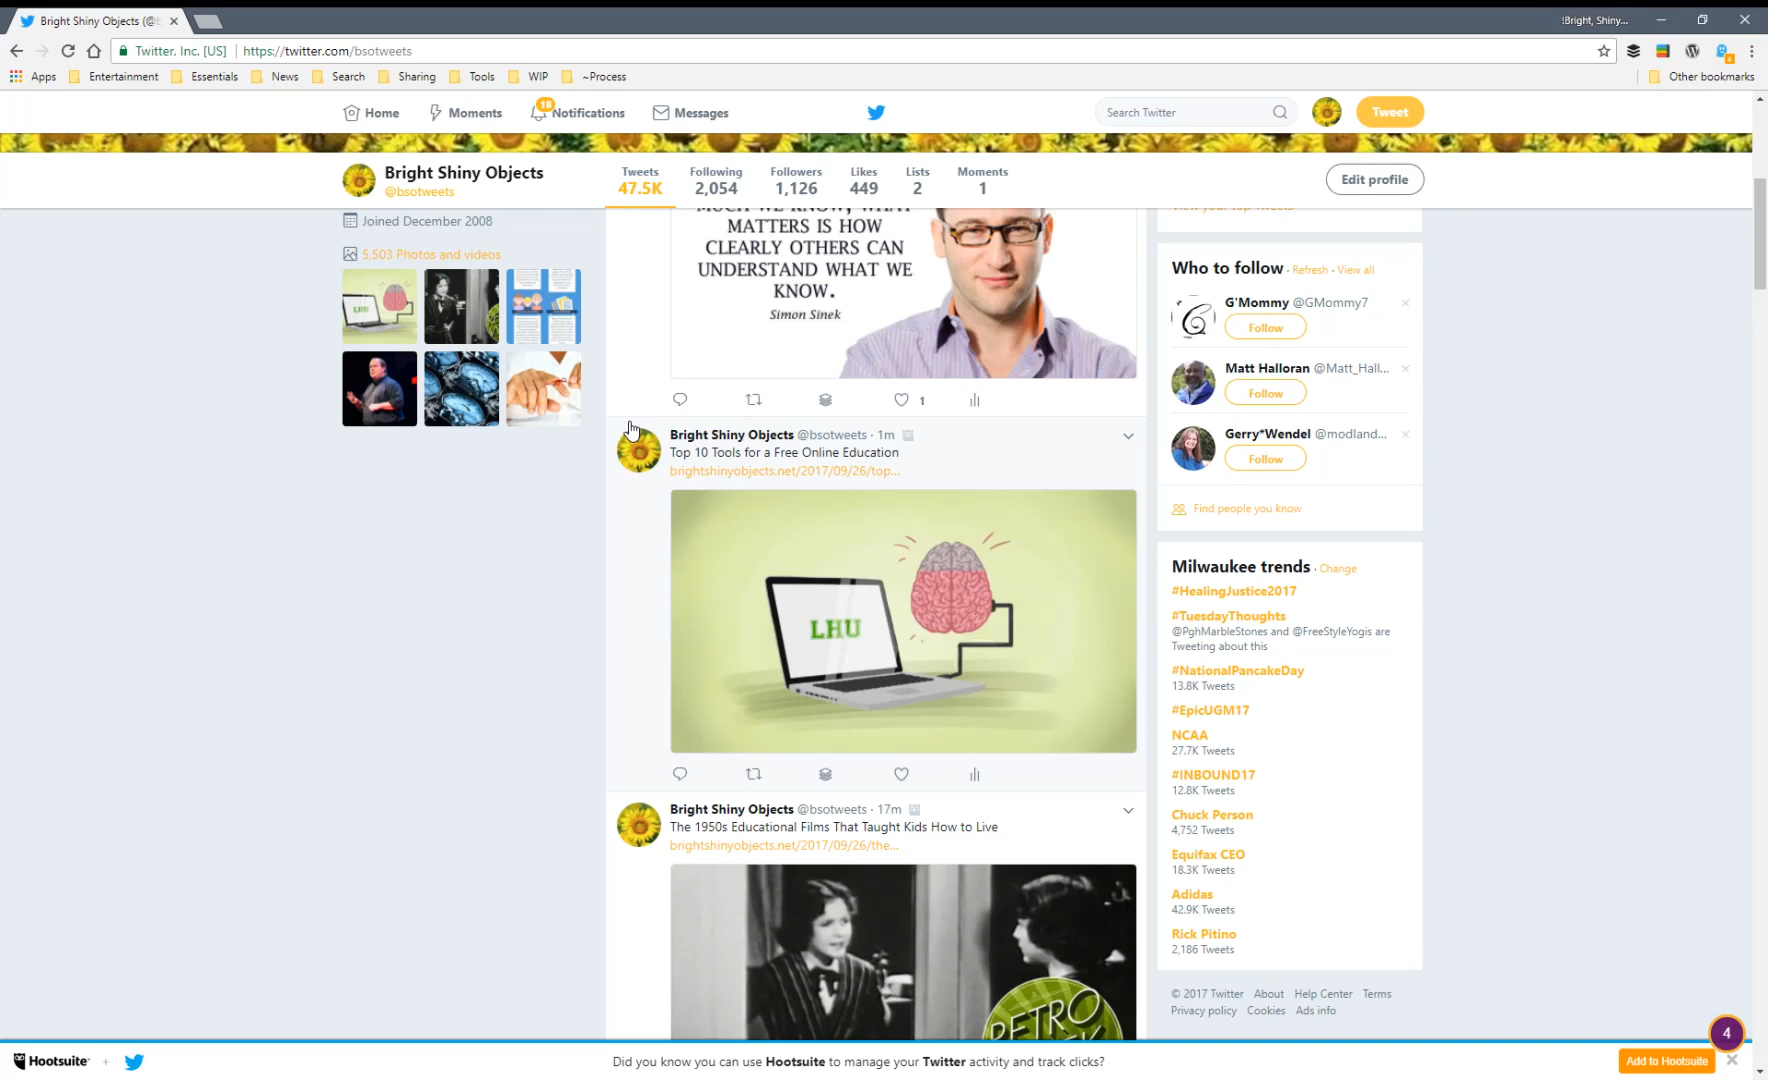 Bright Shiny Objects (@b
!Bright, Shiny...
Twitter, Inc. [US] https://twitter.com/bsotweets
Apps Entertainment Essentials News Search Sharing Tools WIP ~Process Other bookmarks
Home Moments 18 Notifications Messages Search Twitter Tweet
Bright Shiny Objects
@bsotweets
Tweets Following Followers Likes Lists Moments
47.5K 2,054 1,126 449 2 1
Edit profile
Joined December 2008
5,503 Photos and videos
LHU
MUCH WE KNOW, WHAT
MATTERS IS HOW
CLEARLY OTHERS CAN
UNDERSTAND WHAT WE
KNOW.
Simon Sinek
1
Bright Shiny Objects @bsotweets · 1m
Top 10 Tools for a Free Online Education
brightshinyobjects.net/2017/09/26/top...
LHU
Bright Shiny Objects @bsotweets · 17m
The 1950s Educational Films That Taught Kids How to Live
brightshinyobjects.net/2017/09/26/the...
RETRO
View your top Tweets
Who to follow · Refresh · View all
G'Mommy @GMommy7
Follow
Matt Halloran @Matt_Hall...
Follow
Gerry*Wendel @modland...
Follow
Find people you know
Milwaukee trends · Change
#HealingJustice2017
#TuesdayThoughts
@PghMarbleStones and @FreeStyleYogis are
Tweeting about this
#NationalPancakeDay
13.8K Tweets
#EpicUGM17
NCAA
27.7K Tweets
#INBOUND17
12.8K Tweets
Chuck Person
4,752 Tweets
Equifax CEO
18.3K Tweets
Adidas
42.9K Tweets
Rick Pitino
2,186 Tweets
© 2017 Twitter About Help Center Terms
Privacy policy Cookies Ads info
4
Hootsuite + Did you know you can use Hootsuite to manage your Twitter activity and track clicks? Add to Hootsuite